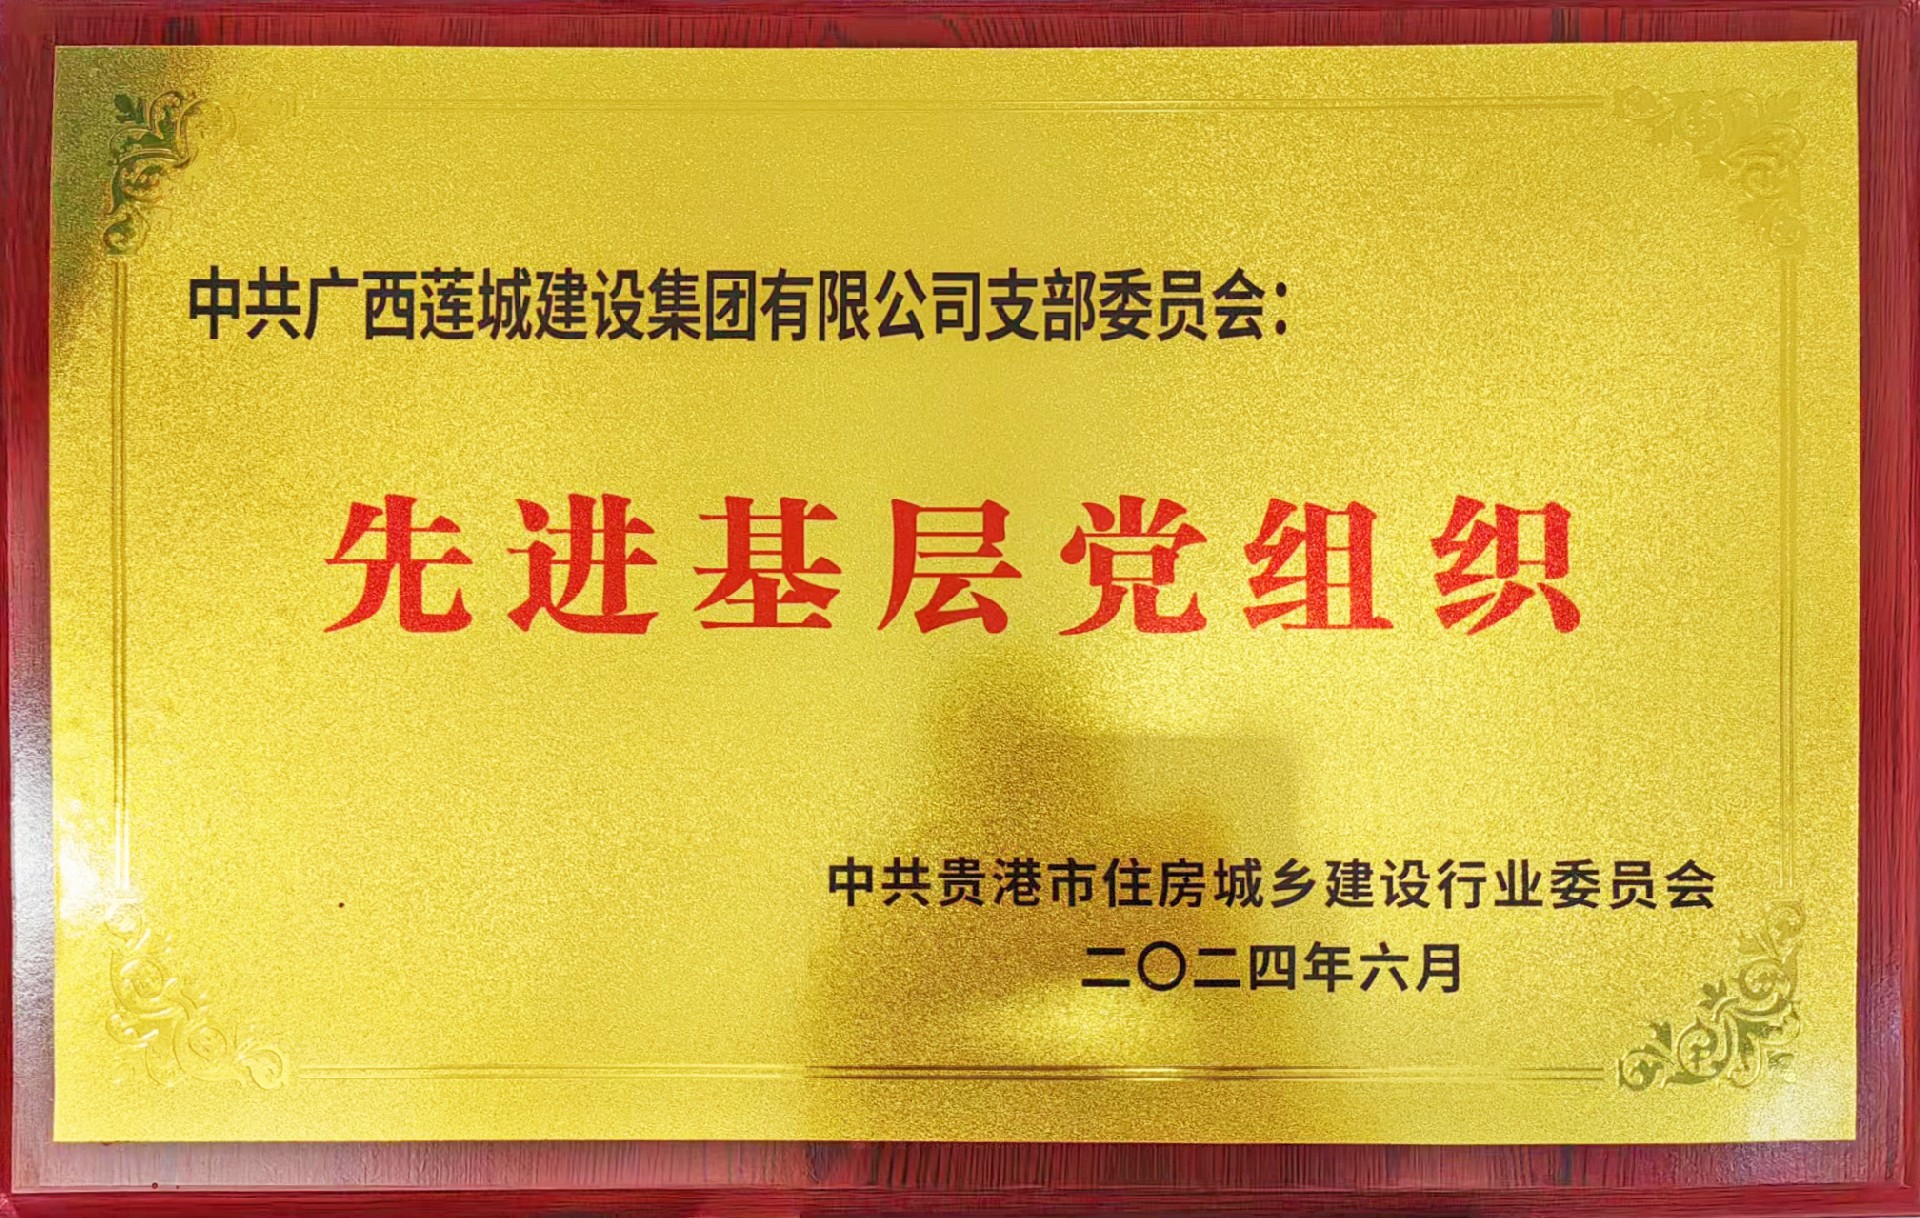 中共广西莲城建设集团有限公司支部委员会：
先进基层党组织
中共贵港市住房城乡建设行业委员会
二〇二四年六月